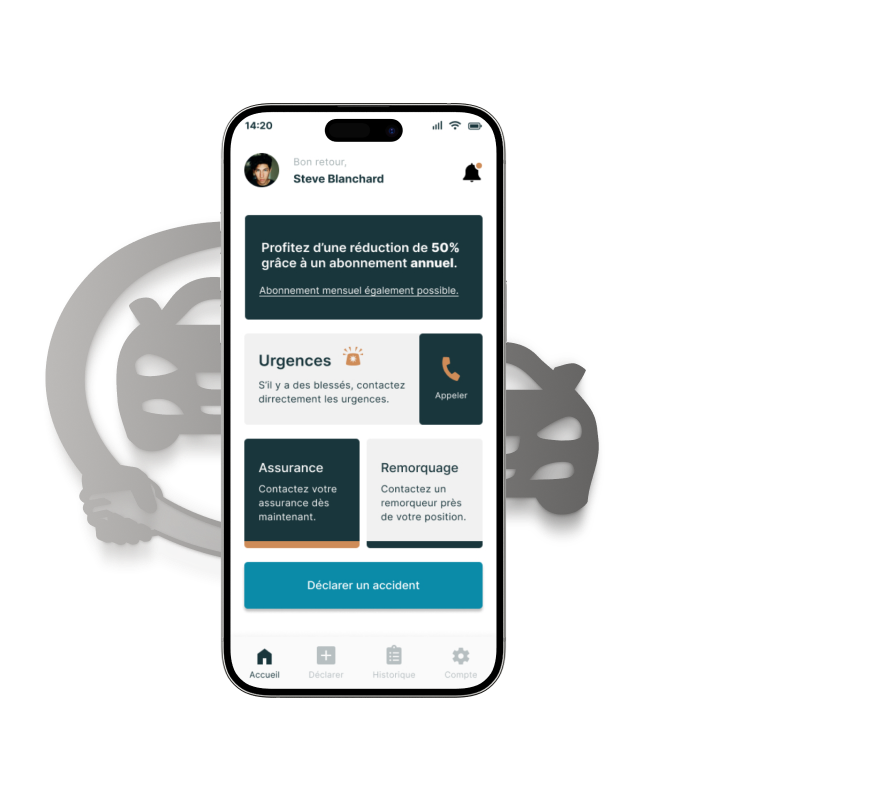 14:20
Bon retour,
Steve Blanchard
Profitez d'une réduction de 50%
grâce à un abonnement annuel.
Abonnement mensuel également possible.
Urgences
S'il y a des blessés, contactez
dirrectement les urgences.
Appeler
Assurance
Contactez votre
assurance dès
maintenant.
Remorquage
Contactez un
remorqueur près
de votre position.
Déclarer un accident
Accueil
Déclarer
Historique
Compte